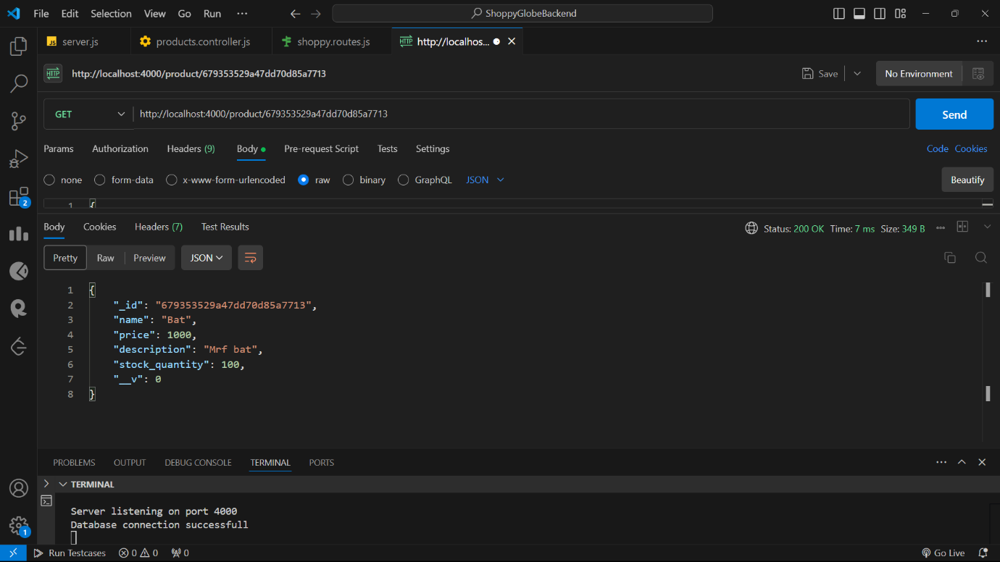 File Edit Selection View Go Run ··· ShoppyGlobeBackend
JS server.js products.controller.js shoppy.routes.js HTTP http://localhos... ···
HTTP http://localhost:4000/product/679353529a47dd70d85a7713 Save No Environment
GET http://localhost:4000/product/679353529a47dd70d85a7713 Send
Params Authorization Headers (9) Body Pre-request Script Tests Settings Code Cookies
none form-data x-www-form-urlencoded raw binary GraphQL JSON Beautify
1 {
Body Cookies Headers (7) Test Results Status: 200 OK Time: 7 ms Size: 349 B
Pretty Raw Preview JSON
1 {
2 "_id": "679353529a47dd70d85a7713",
3 "name": "Bat",
4 "price": 1000,
5 "description": "Mrf bat",
6 "stock_quantity": 100,
7 "__v": 0
8 }
2
PROBLEMS OUTPUT DEBUG CONSOLE TERMINAL PORTS
TERMINAL
Server listening on port 4000
Database connection successfull
1
Run Testcases 0 0 0 Go Live